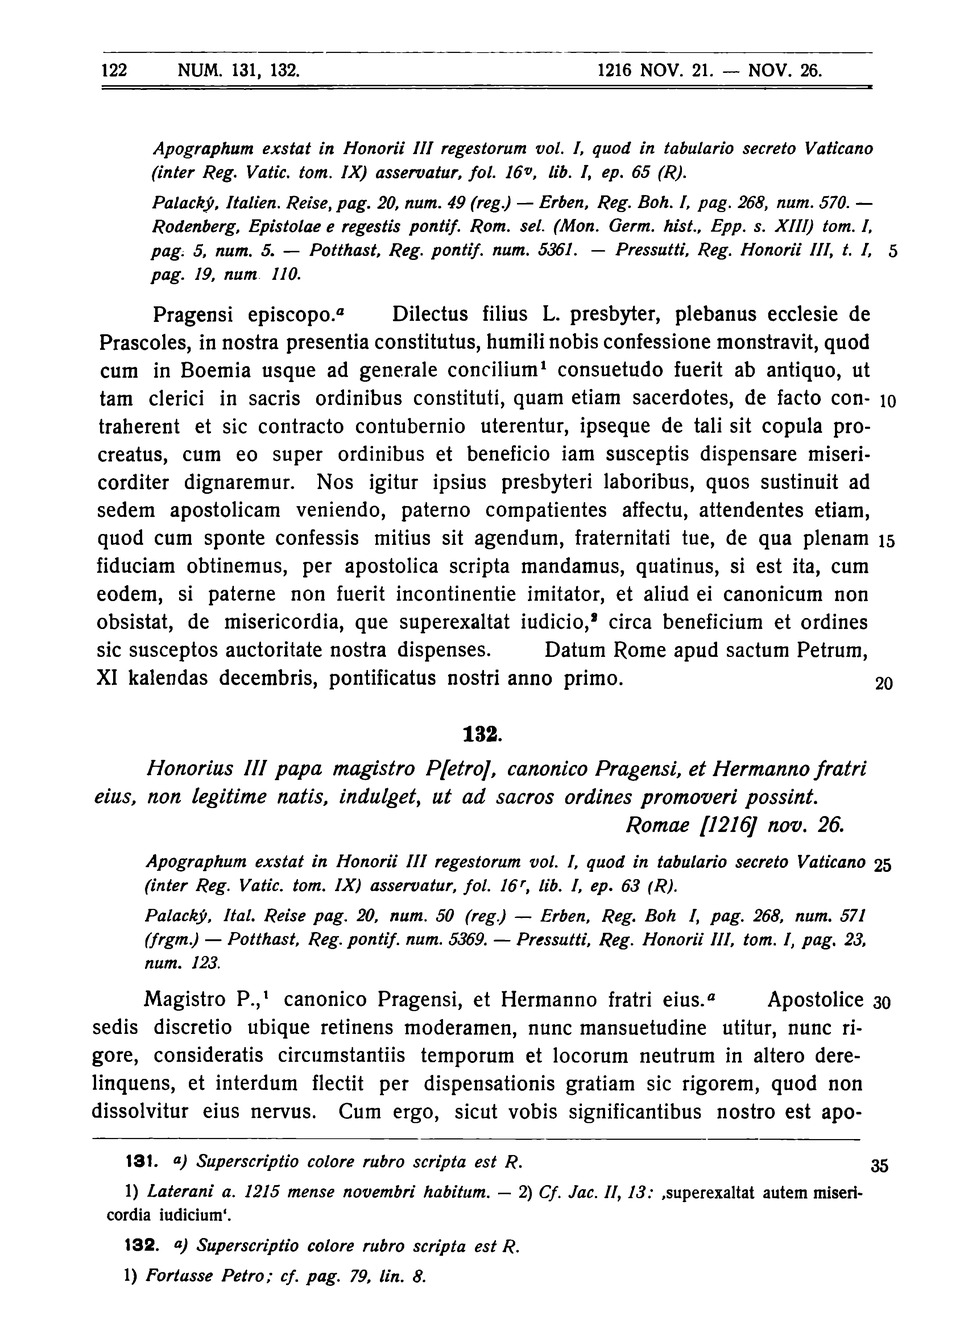 122 NUM. 131, 132. 1216 NOV. 21. — NOV. 26.
Apographum exstat in Honorii III regestorum vol. I, quod in tabulario secreto Vaticano
(inter Reg. Vatic. tom. IX) asservatur, fol. 16v, lib. I, ep. 65 (R).
Palacký, Italien. Reise, pag. 20, num. 49 (reg.) — Erben, Reg. Boh. I, pag. 268, num. 570. —
Rodenberg, Epistolae e regestis pontif. Rom. sel. (Mon. Germ. hist., Epp. s. XIII) tom. I,
pag. 5, num. 5. — Potthast, Reg. pontif. num. 5361. — Pressutti, Reg. Honorii III, t. I, 5
pag. 19, num 110.
Pragensi episcopo.a Dilectus filius L. presbyter, plebanus ecclesie de
Prascoles, in nostra presentia constitutus, humili nobis confessione monstravit, quod
cum in Boemia usque ad generale concilium¹ consuetudo fuerit ab antiquo, ut
tam clerici in sacris ordinibus constituti, quam etiam sacerdotes, de facto con- 10
traherent et sic contracto contubernio uterentur, ipseque de tali sit copula pro-
creatus, cum eo super ordinibus et beneficio iam susceptis dispensare miseri-
corditer dignaremur. Nos igitur ipsius presbyteri laboribus, quos sustinuit ad
sedem apostolicam veniendo, paterno compatientes affectu, attendentes etiam,
quod cum sponte confessis mitius sit agendum, fraternitati tue, de qua plenam 15
fiduciam obtinemus, per apostolica scripta mandamus, quatinus, si est ita, cum
eodem, si paterne non fuerit incontinentie imitator, et aliud ei canonicum non
obsistat, de misericordia, que superexaltat iudicio,² circa beneficium et ordines
sic susceptos auctoritate nostra dispenses. Datum Rome apud sactum Petrum,
XI kalendas decembris, pontificatus nostri anno primo. 20
132.
Honorius III papa magistro P[etro], canonico Pragensi, et Hermanno fratri
eius, non legitime natis, indulget, ut ad sacros ordines promoveri possint.
Romae [1216] nov. 26.
Apographum exstat in Honorii III regestorum vol. I, quod in tabulario secreto Vaticano 25
(inter Reg. Vatic. tom. IX) asservatur, fol. 16r, lib. I, ep. 63 (R).
Palacký, Ital. Reise pag. 20, num. 50 (reg.) — Erben, Reg. Boh I, pag. 268, num. 571
(frgm.) — Potthast, Reg. pontif. num. 5369. — Pressutti, Reg. Honorii III, tom. I, pag. 23,
num. 123.
Magistro P.,¹ canonico Pragensi, et Hermanno fratri eius.a Apostolice 30
sedis discretio ubique retinens moderamen, nunc mansuetudine utitur, nunc ri-
gore, consideratis circumstantiis temporum et locorum neutrum in altero dere-
linquens, et interdum flectit per dispensationis gratiam sic rigorem, quod non
dissolvitur eius nervus. Cum ergo, sicut vobis significantibus nostro est apo-
131. a) Superscriptio colore rubro scripta est R. 35
1) Laterani a. 1215 mense novembri habitum. — 2) Cf. Jac. II, 13: ‚superexaltat autem miseri-
cordia iudicium‘.
132. a) Superscriptio colore rubro scripta est R.
1) Fortasse Petro; cf. pag. 79, lin. 8.